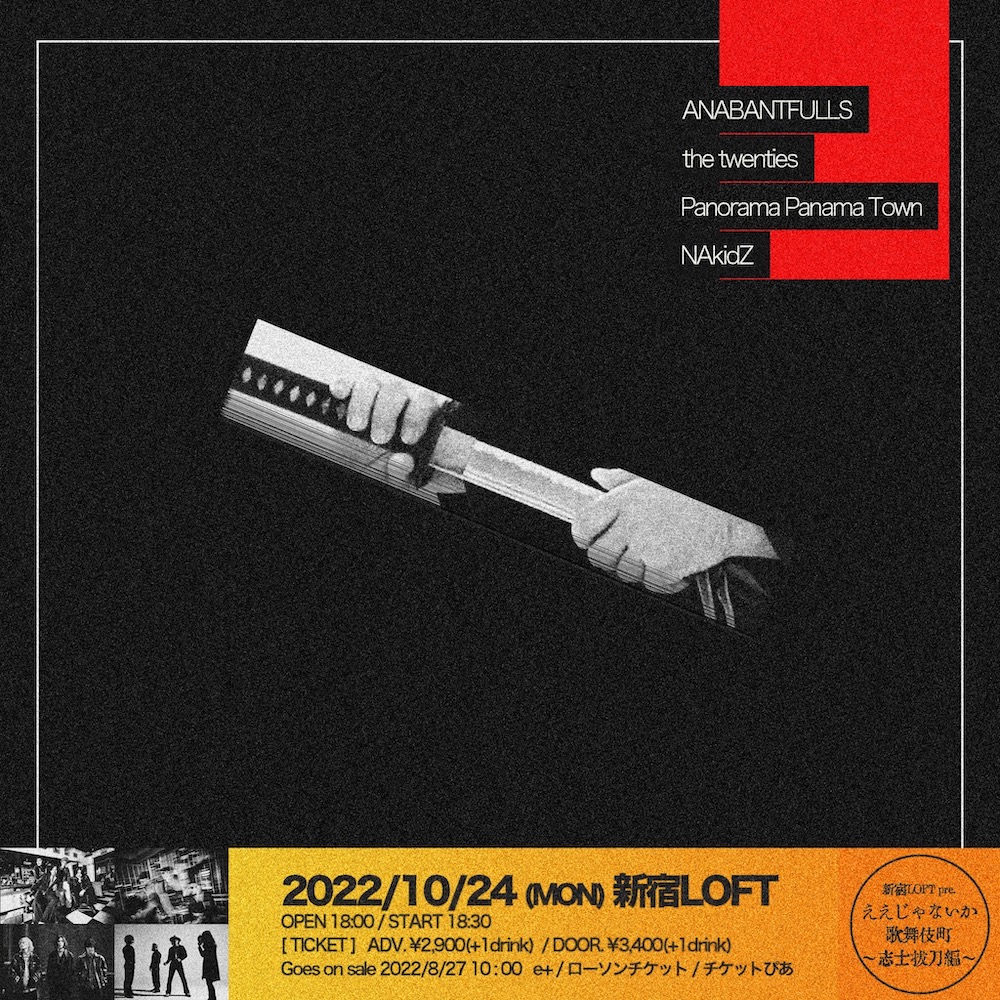 ANABANTFULLS
the twenties
Panorama Panama Town
NAkidZ
2022/10/24 (MON) 新宿LOFT
OPEN 18:00 / START 18:30
[ TICKET ] ADV. ¥2,900(+1drink) / DOOR. ¥3,400(+1drink)
Goes on sale 2022/8/27 10:00 e+ / ローソンチケット / チケットぴあ
新宿LOFT pre.
ええじゃないか
歌舞伎町
～志士抜刀編～